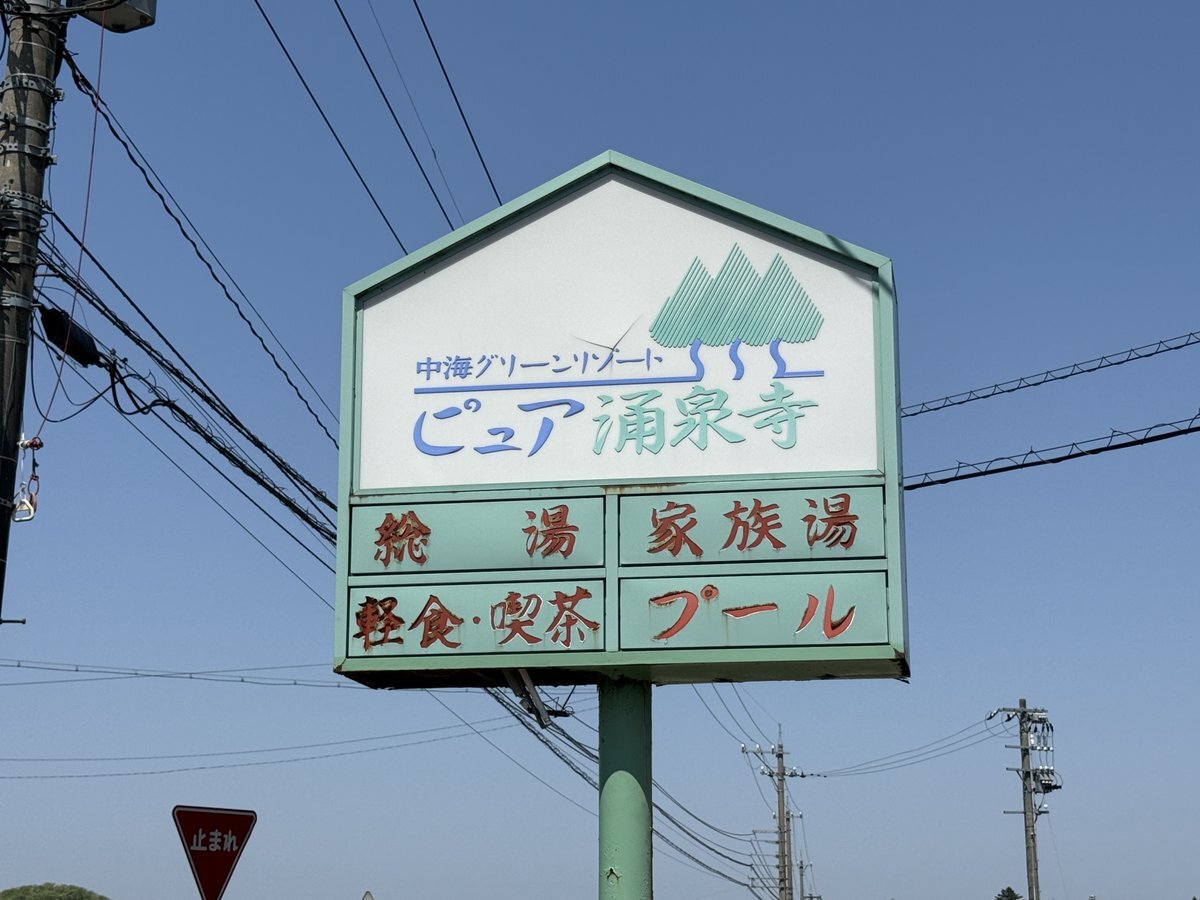 中海グリーンリゾート
ピュア涌泉寺
総湯 家族湯
軽食・喫茶 プール
止まれ